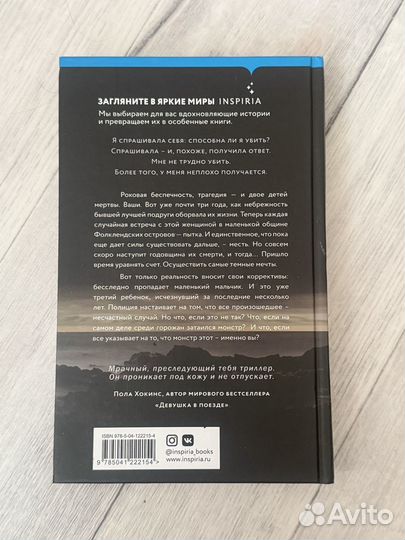 ЗАГЛЯНИТЕ В ЯРКИЕ МИРЫ INSPIRIA
Мы выбираем для вас вдохновляющие истории
и превращаем их в особенные книги.
Я СПРАШИВАЛА СЕБЯ: СПОСОБНА ЛИ Я УБИТЬ?
СПРАШИВАЛА – И, ПОХОЖЕ, ПОЛУЧИЛА ОТВЕТ.
МНЕ НЕ ТРУДНО УБИТЬ.
БОЛЕЕ ТОГО, У МЕНЯ НЕПЛОХО ПОЛУЧАЕТСЯ.
Роковая беспечность, трагедия — и двое детей
мертвы. Ваши. Вот уже почти три года, как небрежность
бывшей лучшей подруги оборвала их жизни. Теперь каждая
случайная встреча с этой женщиной в маленькой общине
Фолклендских островов – пытка. И единственное, что пока
еще дает силы существовать дальше, – месть. Но совсем
скоро наступит годовщина их смерти, и тогда... Пришло
время уравнять счет. Осуществить самые темные мечты.
Вот только реальность вносит свои коррективы:
бесследно пропадает маленький мальчик. И это уже
третий ребенок, исчезнувший за последние несколько
лет. Полиция настаивает на том, что все произошедшее –
несчастный случай. Но что, если это не так? Что, если на
самом деле среди горожан затаился монстр? И что, если
все указывает на то, что монстр этот – именно вы?
Мрачный, преследующий тебя триллер.
Он проникает под кожу и не отпускает.
ПОЛА ХОКИНС, АВТОР МИРОВОГО БЕСТСЕЛЛЕРА
«ДЕВУШКА В ПОЕЗДЕ»
ISBN 978-5-04-122215-4
9 785041 222154 >
@inspiria_books
www.inspiria.ru
Avito